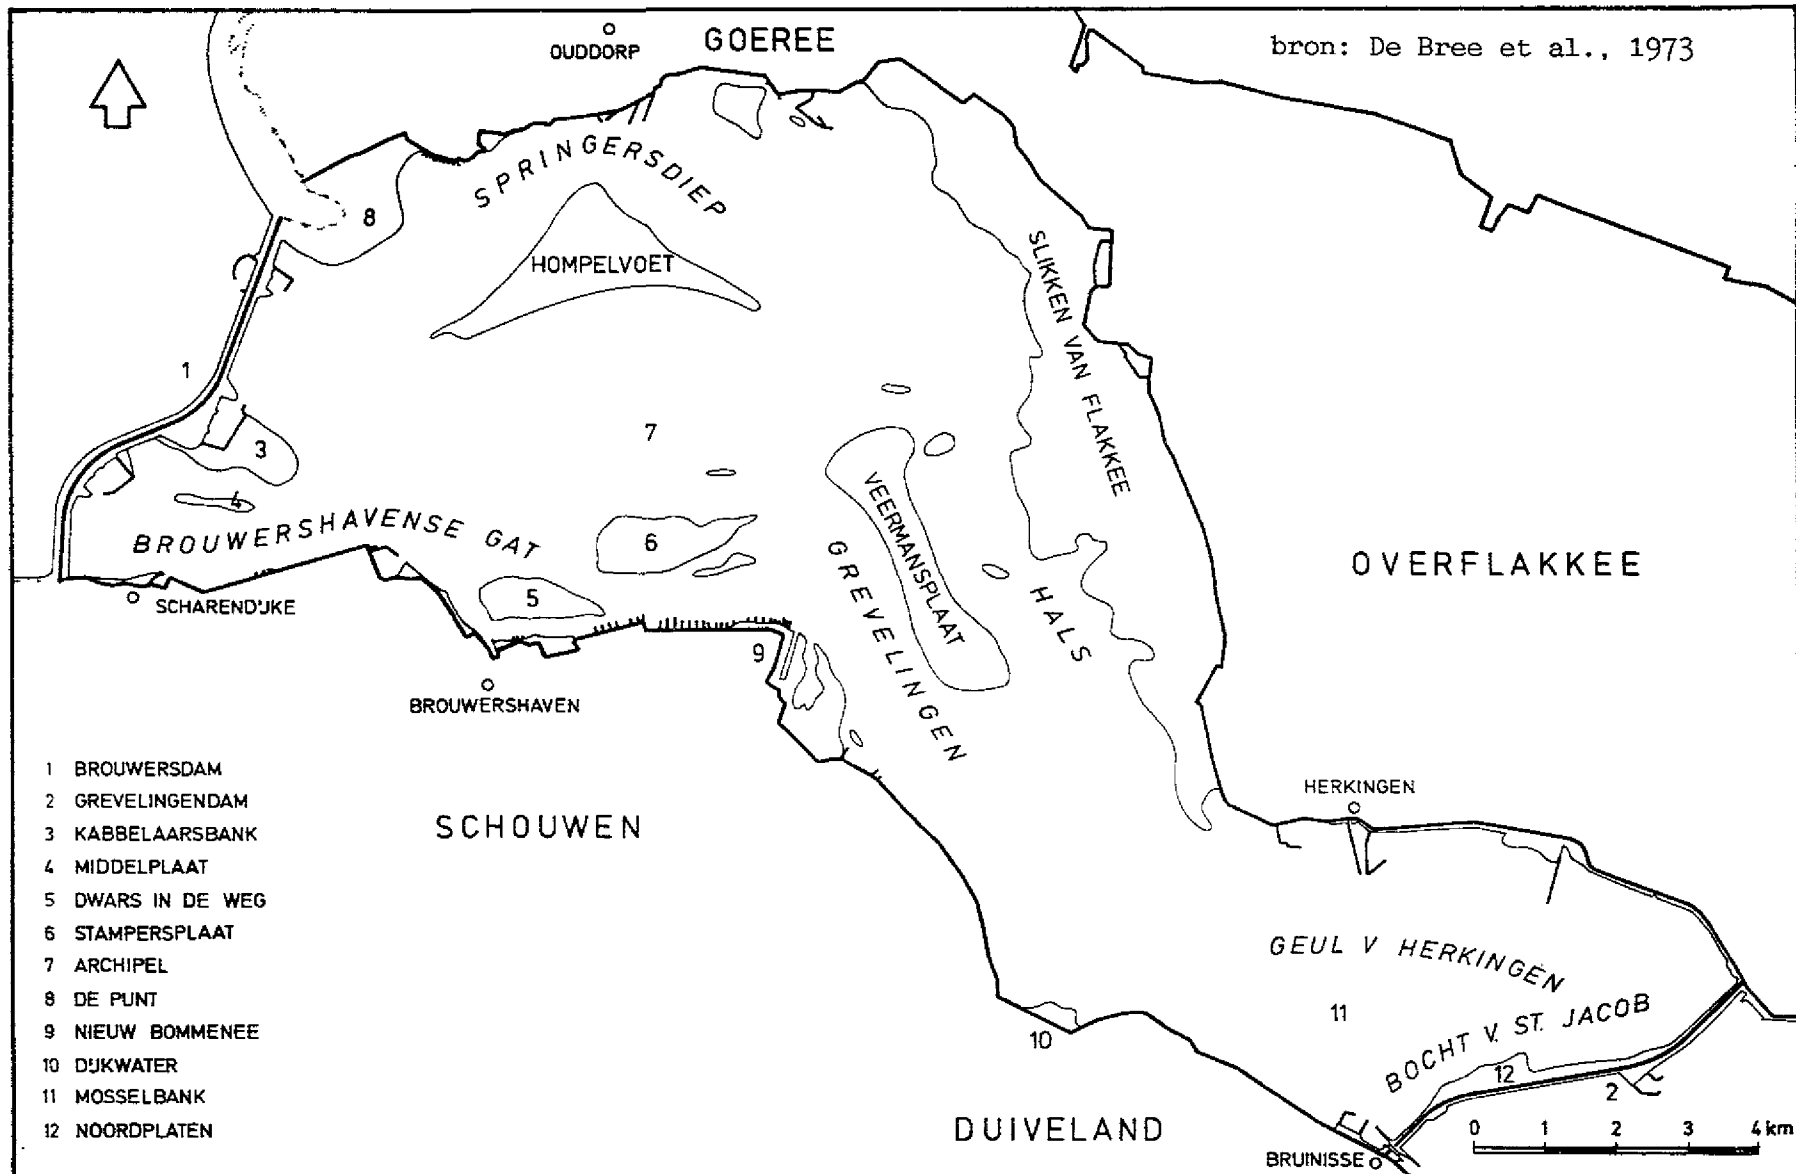 OUDDORP
GOEREE
bron: De Bree et al., 1973
SPRINGERSDIEP
8
HOMPELVOET
SLIKKEN VAN FLAKKEE
1
3
7
4
BROUWERSHAVENSE GAT
6
VEERMANSPLAAT
GREVELINGEN
HALS
OVERFLAKKEE
5
SCHARENDIJKE
9
BROUWERSHAVEN
1 BROUWERSDAM
2 GREVELINGENDAM
3 KABBELAARSBANK
4 MIDDELPLAAT
5 DWARS IN DE WEG
6 STAMPERSPLAAT
7 ARCHIPEL
8 DE PUNT
9 NIEUW BOMMENEE
10 DIJKWATER
11 MOSSELBANK
12 NOORDPLATEN
SCHOUWEN
HERKINGEN
GEUL V HERKINGEN
11
BOCHT V. ST. JACOB
10
12
2
DUIVELAND
BRUINISSE
0 1 2 3 4 km